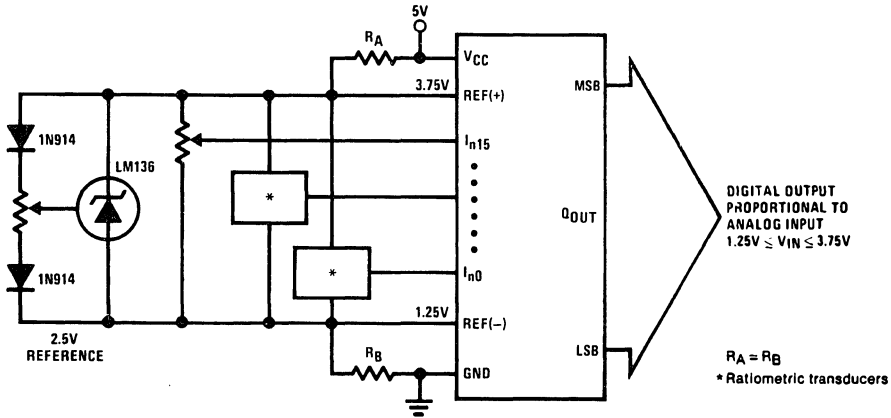 5V
RA
VCC
3.75V
REF(+)
MSB
1N914
In15
LM136
*
DIGITAL OUTPUT
PROPORTIONAL TO
ANALOG INPUT
1.25V ≤ VIN ≤ 3.75V
QOUT
*
In0
1N914
1.25V
REF(−)
2.5V
REFERENCE
LSB
RB
GND
RA = RB
* Ratiometric transducers